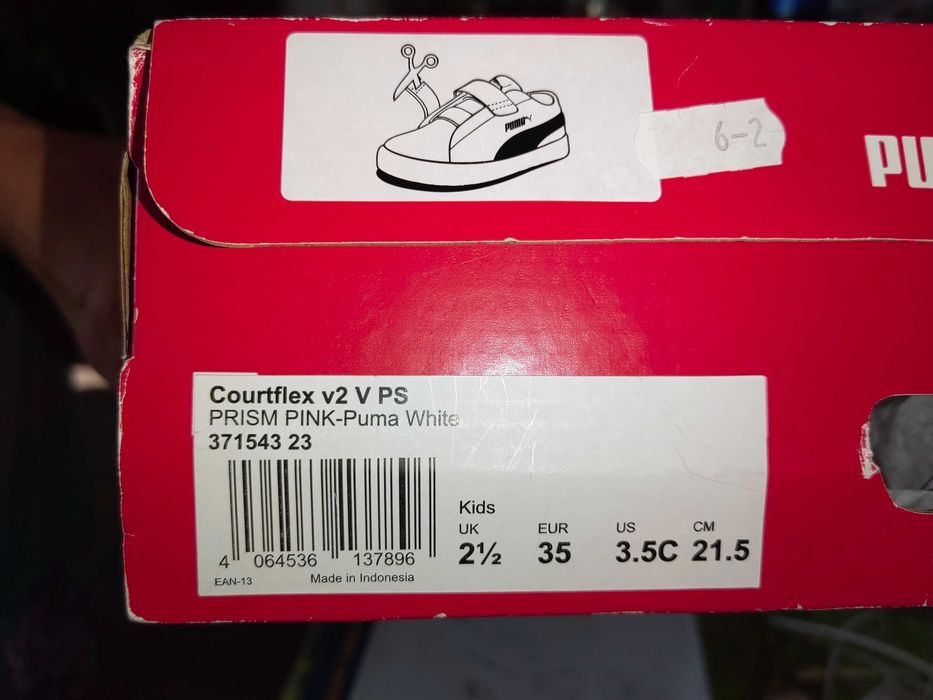 PUMA
6-2
PU
Courtflex v2 V PS
PRISM PINK-Puma White
371543 23
4 064536 137896
EAN-13 Made in Indonesia
Kids
UK EUR US CM
2½ 35 3.5C 21.5